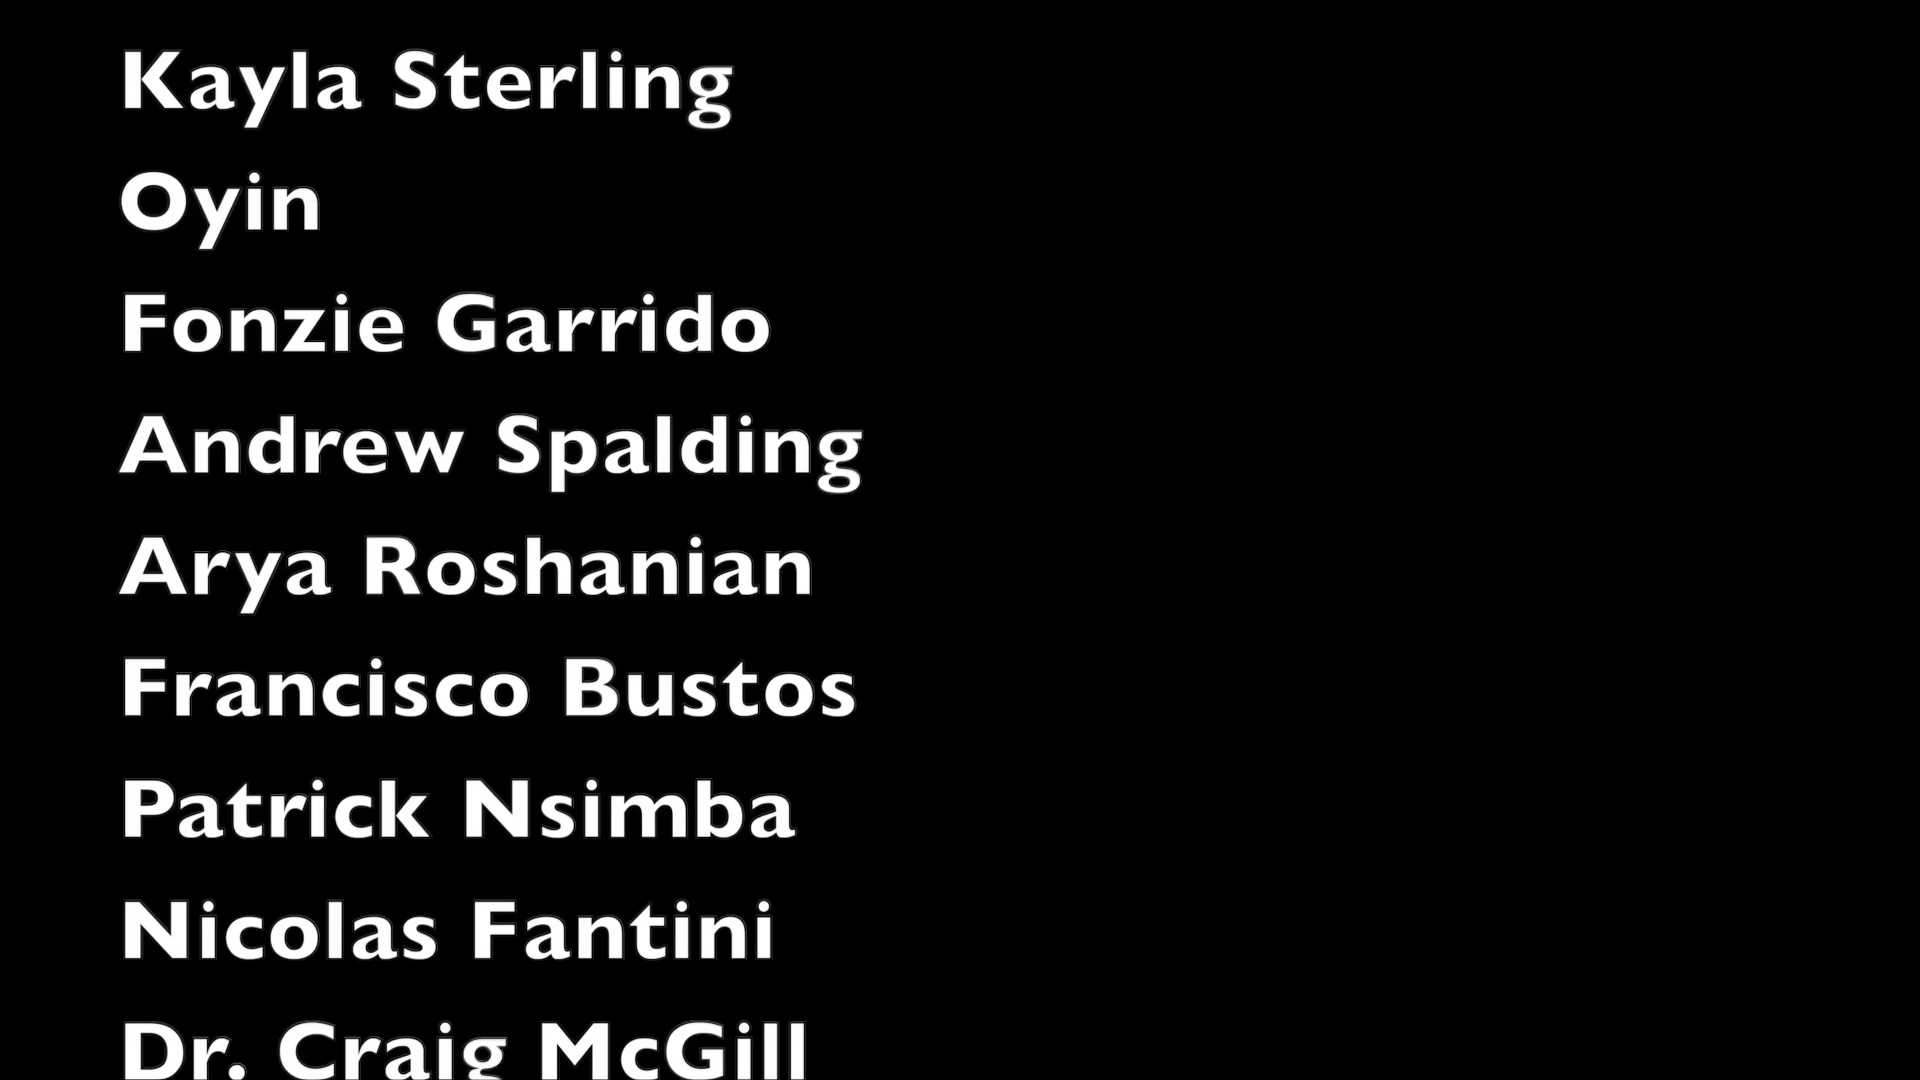 Kayla Sterling
Oyin
Fonzie Garrido
Andrew Spalding
Arya Roshanian
Francisco Bustos
Patrick Nsimba
Nicolas Fantini
Dr. Craig McGill